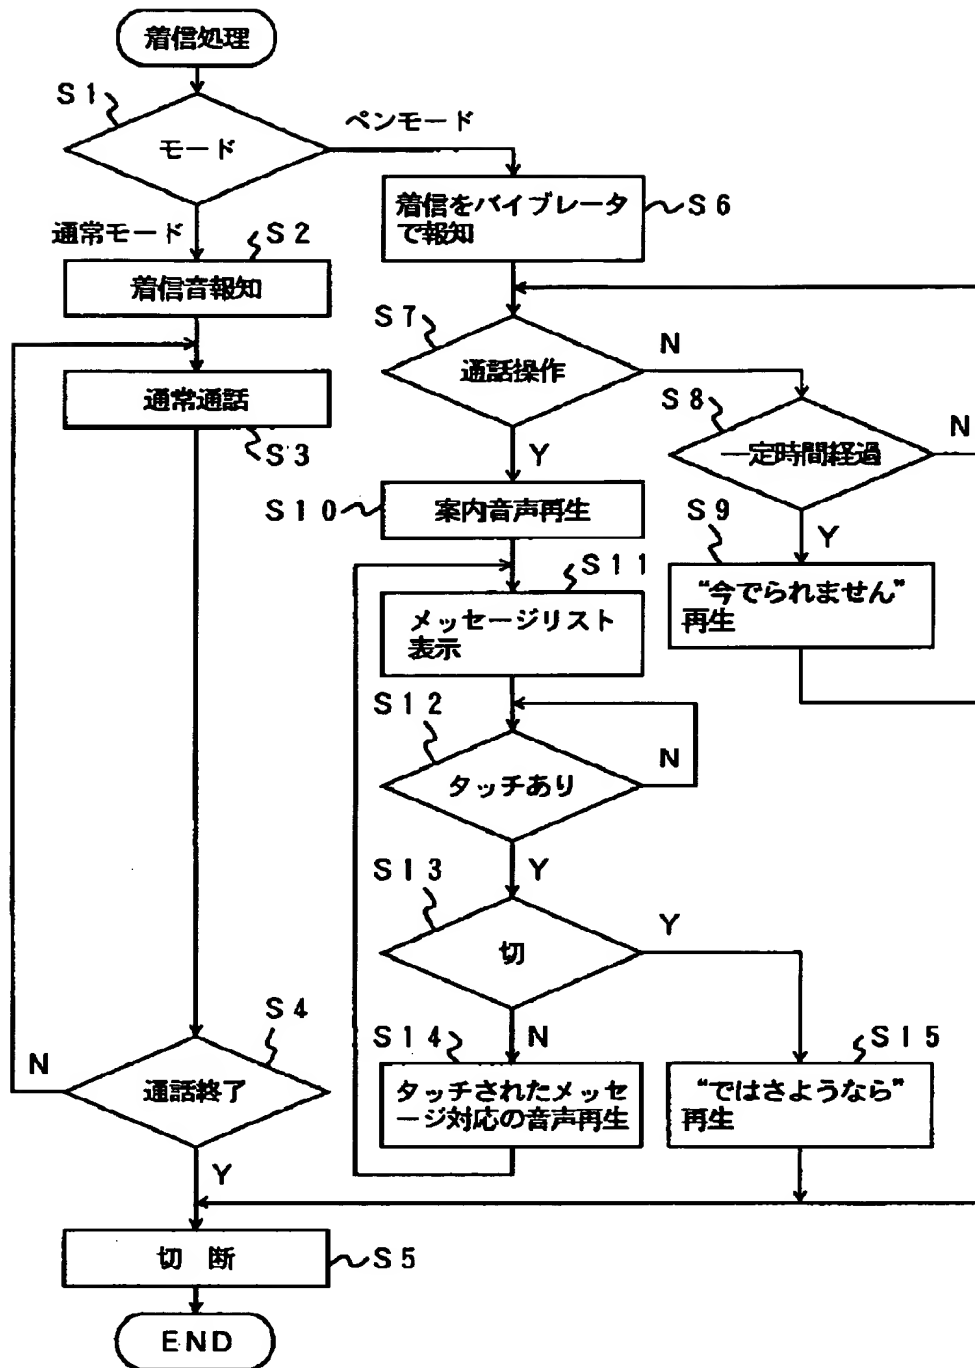 着信処理
S1
モード
ペンモード
通常モード
S2
着信音報知
通常通話
S3
S4
通話終了
N
Y
切 断
S5
END
着信をバイブレータ
で報知
S6
S7
通話操作
N
Y
S8
一定時間経過
N
Y
S9
“今でられません”
再生
S10
案内音声再生
S11
メッセージリスト
表示
S12
タッチあり
N
Y
S13
切
Y
N
S14
タッチされたメッセ
ージ対応の音声再生
S15
“ではさようなら”
再生